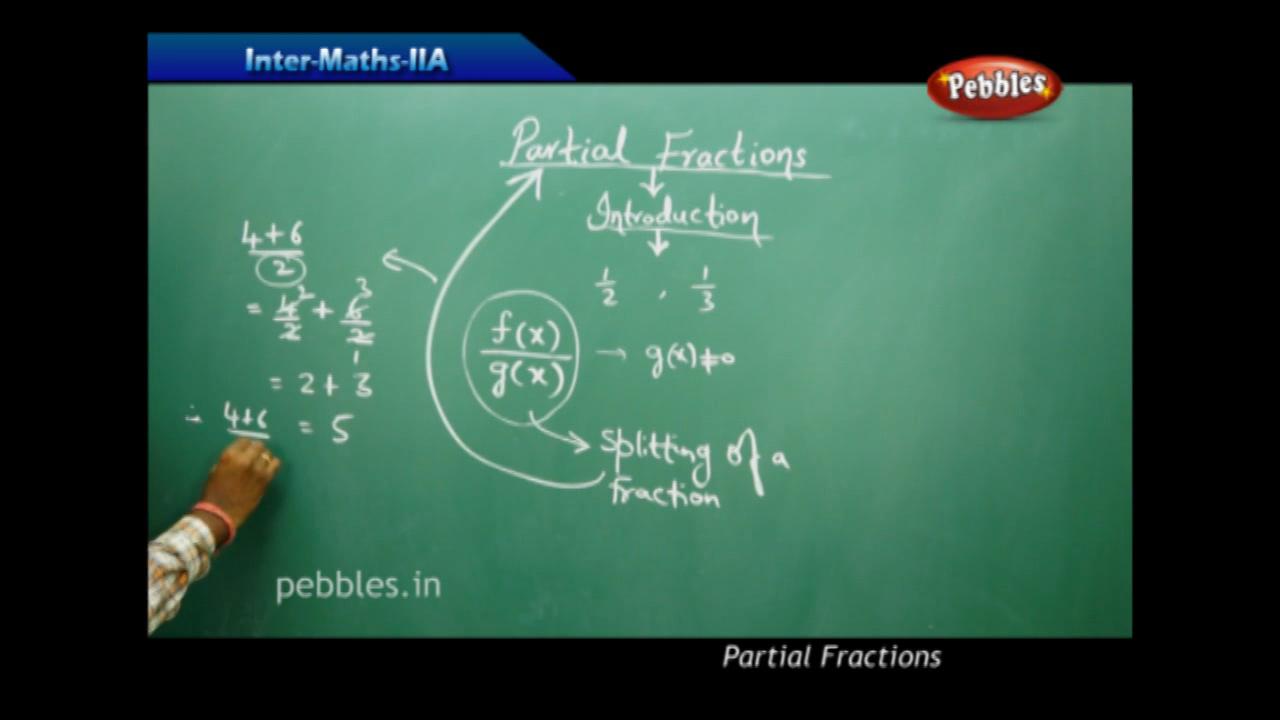 Inter-Maths-IIA
Pebbles
Partial Fractions
Introduction
1/2 , 1/3
f(x)/g(x) → g(x)≠0
Splitting of a
fraction
4+6
2
= 4/2 2 + 6/2 3
1
= 2 + 3
∴ 4+6 = 5
pebbles.in
Partial Fractions